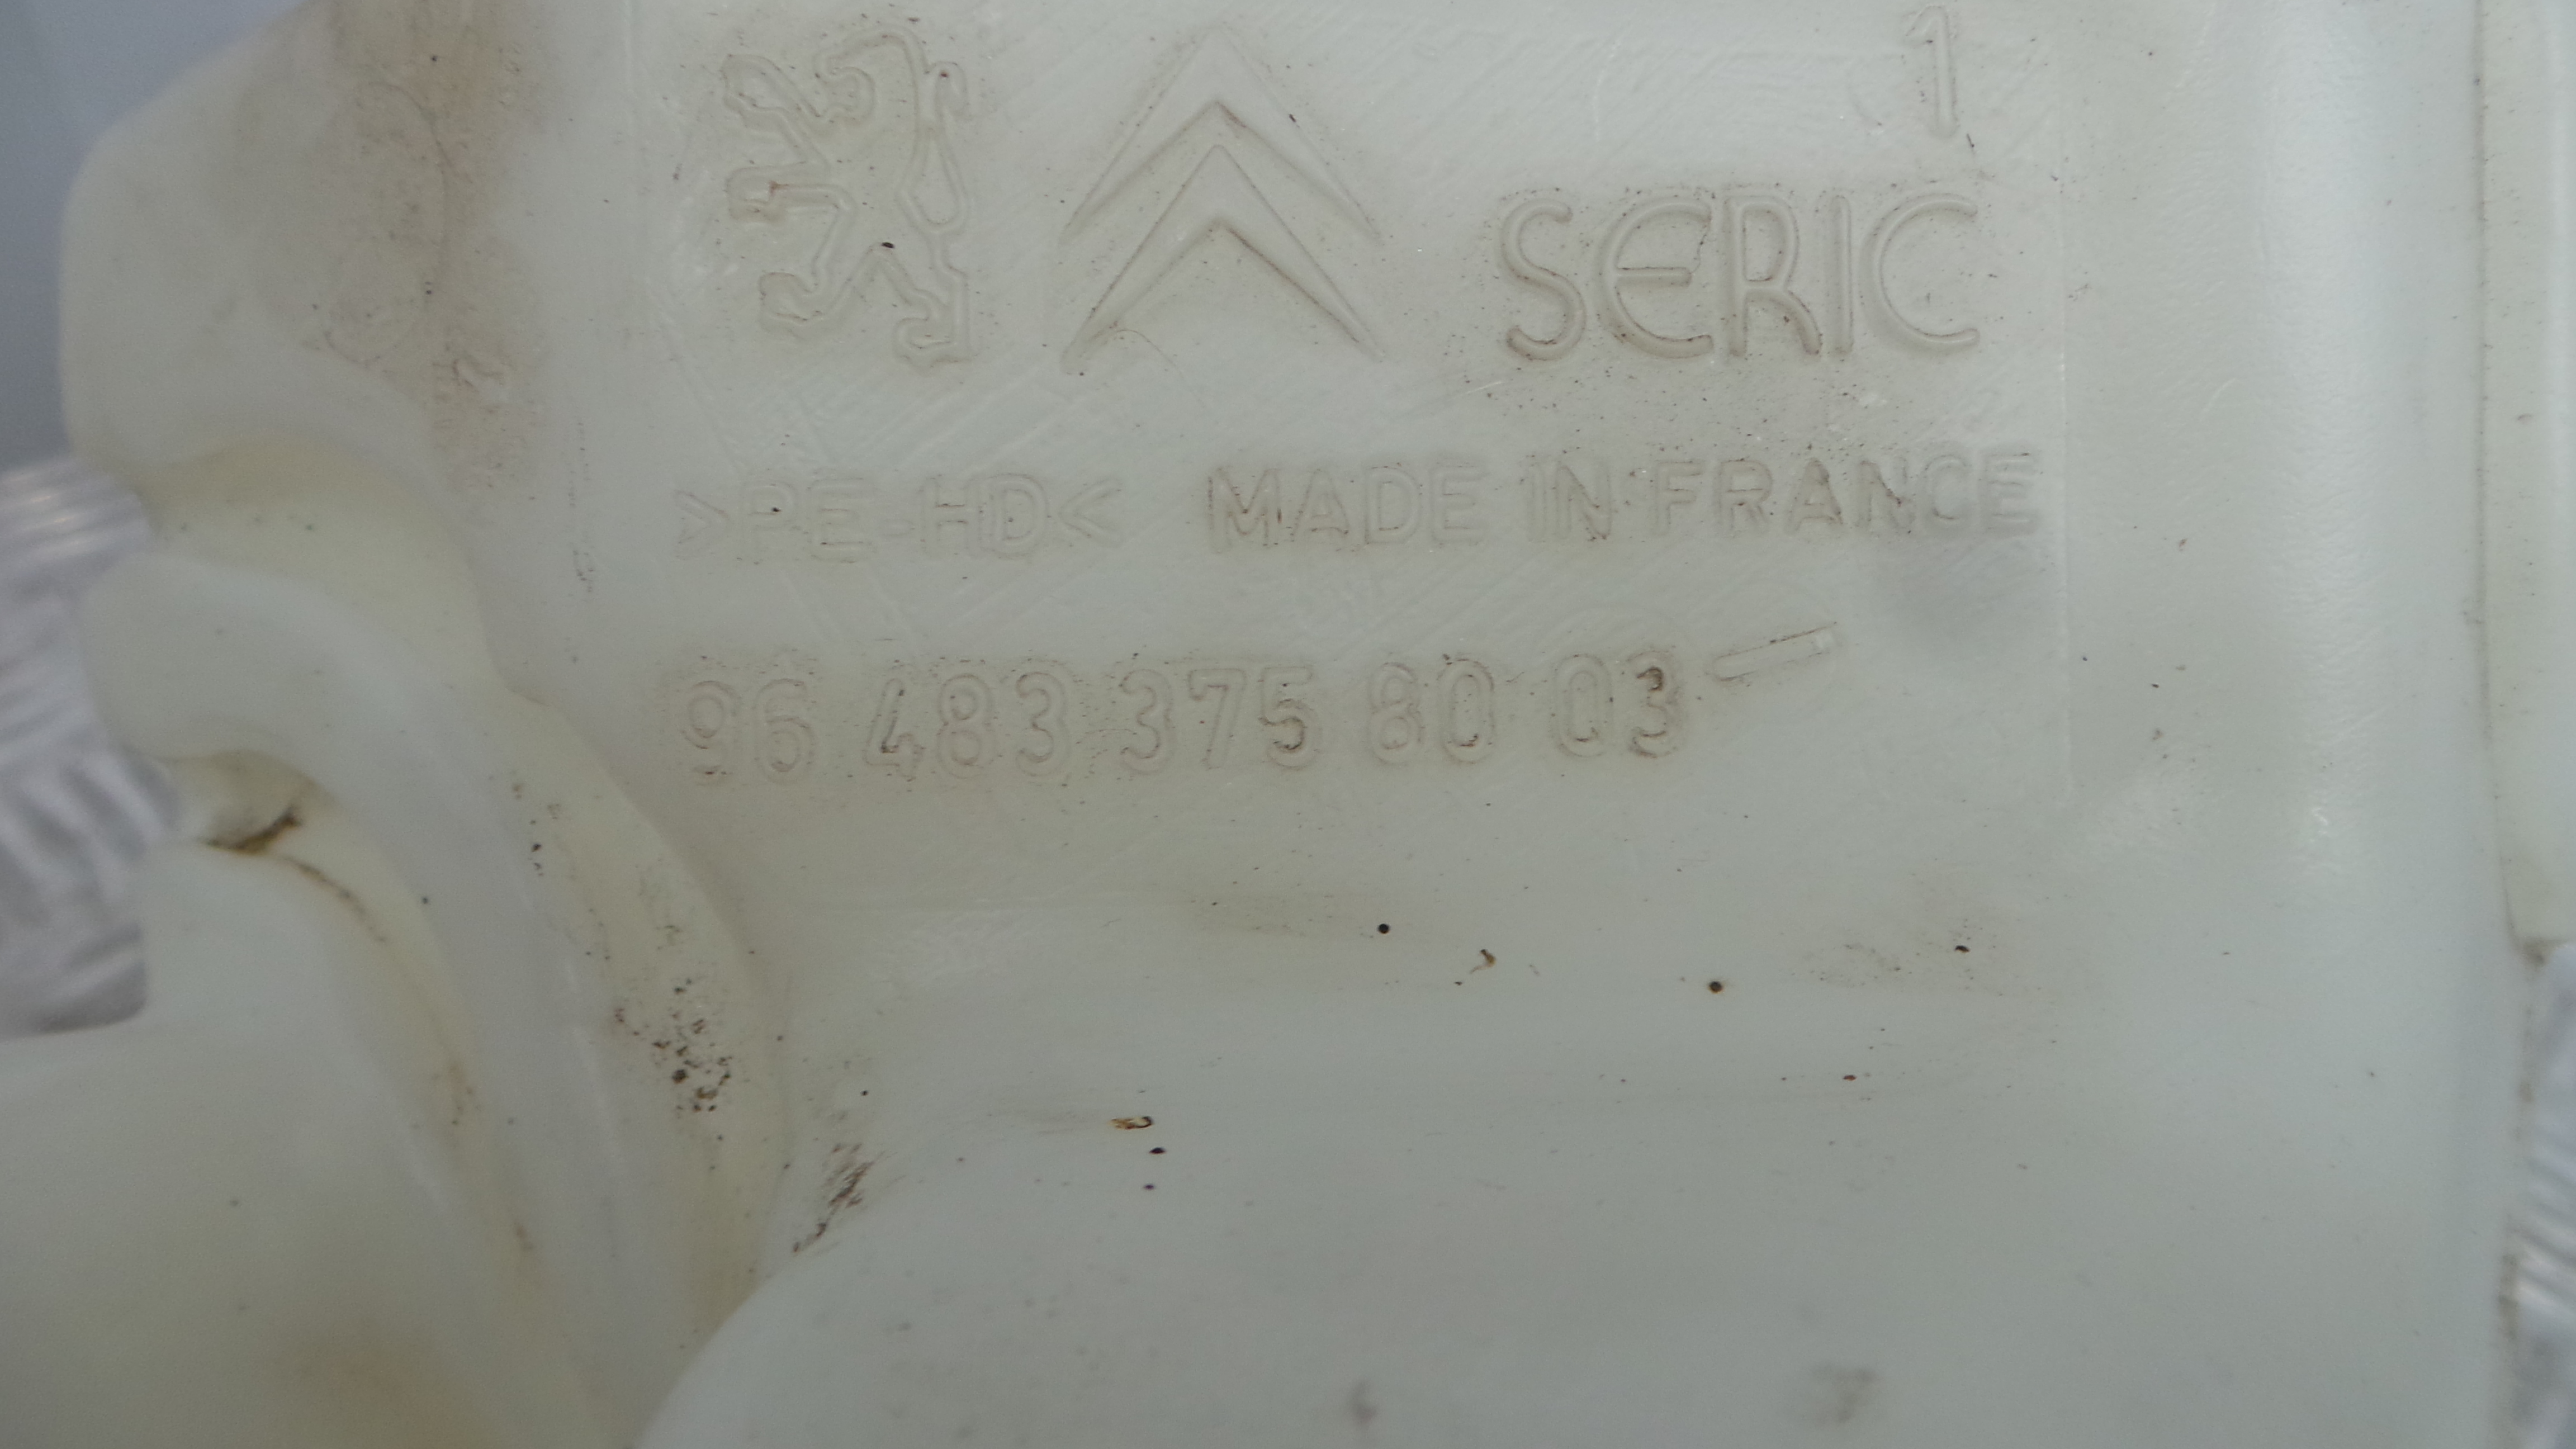 1
SERIC
>PE-HD< MADE IN FRANCE
96 483 375 80 03